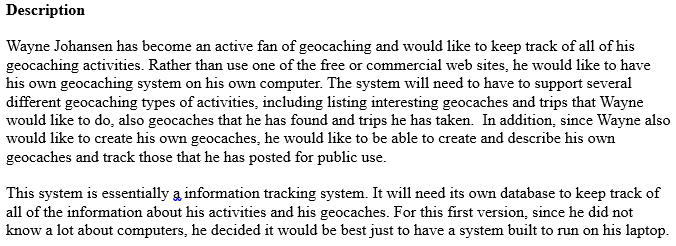 Description
Wayne Johansen has become an active fan of geocaching and would like to keep track of all of his
geocaching activities. Rather than use one of the free or commercial web sites, he would like to have
his own geocaching system on his own computer. The system will need to have to support several
different geocaching types of activities, including listing interesting geocaches and trips that Wayne
would like to do, also geocaches that he has found and trips he has taken.  In addition, since Wayne also
would like to create his own geocaches, he would like to be able to create and describe his own
geocaches and track those that he has posted for public use.
This system is essentially a information tracking system. It will need its own database to keep track of
all of the information about his activities and his geocaches. For this first version, since he did not
know a lot about computers, he decided it would be best just to have a system built to run on his laptop.